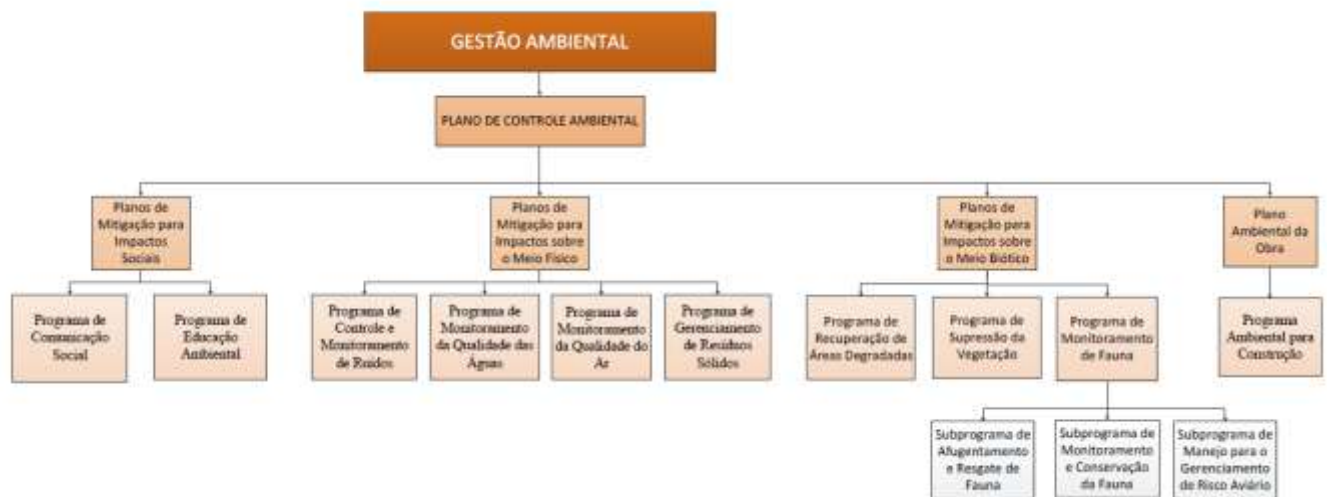 GESTÃO AMBIENTAL
PLANO DE CONTROLE AMBIENTAL
Planos de
Mitigação para
Impactos
Sociais
Planos de
Mitigação para
Impactos sobre
o Meio Físico
Planos de
Mitigação para
Impactos sobre
o Meio Biótico
Plano
Ambiental da
Obra
Programa de
Comunicação
Social
Programa de
Educação
Ambiental
Programa de
Controle e
Monitoramento
de Ruídos
Programa de
Monitoramento
da Qualidade das
Águas
Programa de
Monitoramento
da Qualidade do
Ar
Programa de
Gerenciamento
de Resíduos
Sólidos
Programa de
Recuperação de
Áreas Degradadas
Programa de
Supressão da
Vegetação
Programa de
Monitoramento
de Fauna
Programa
Ambiental para
Construção
Subprograma de
Afugentamento
e Resgate de
Fauna
Subprograma de
Monitoramento
e Conservação
da Fauna
Subprograma de
Manejo para o
Gerenciamento
de Risco Aviário